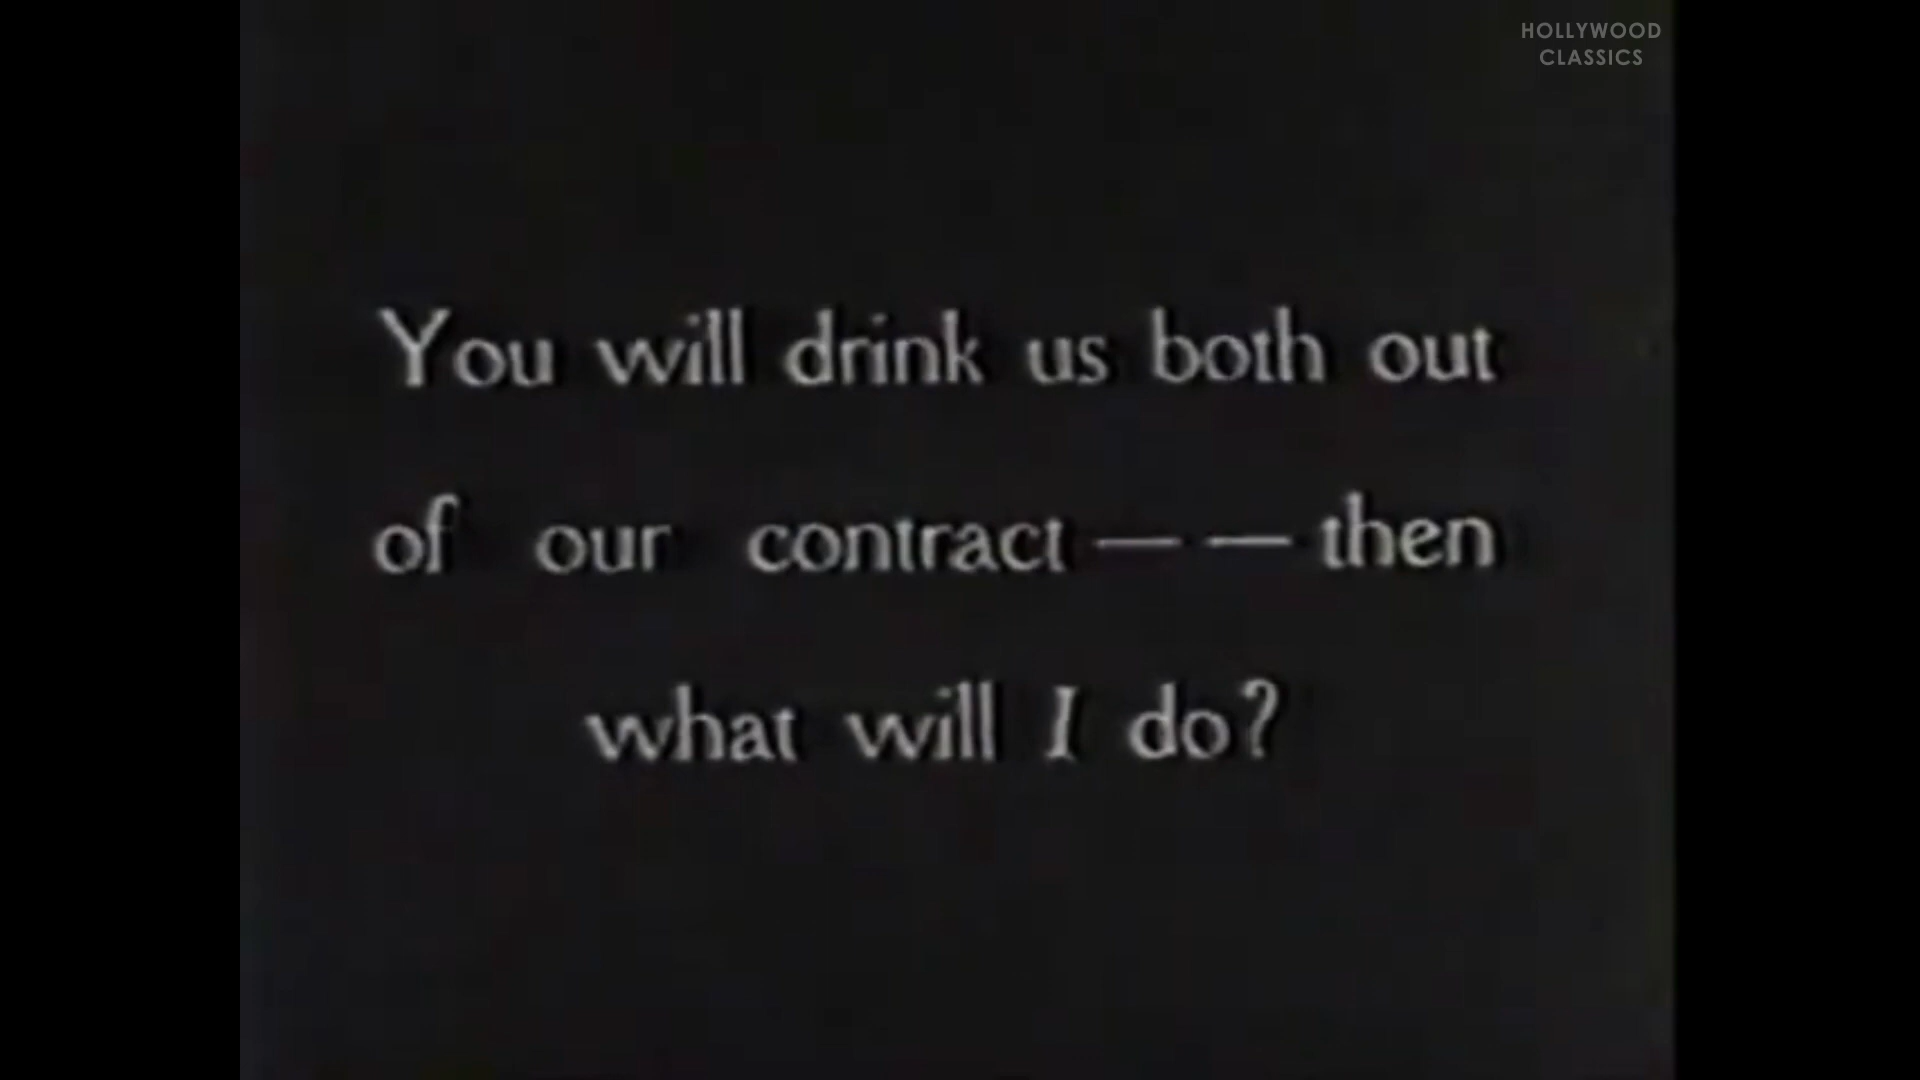 HOLLYWOOD
CLASSICS
You will drink us both out
of our contract — — then
what will I do?